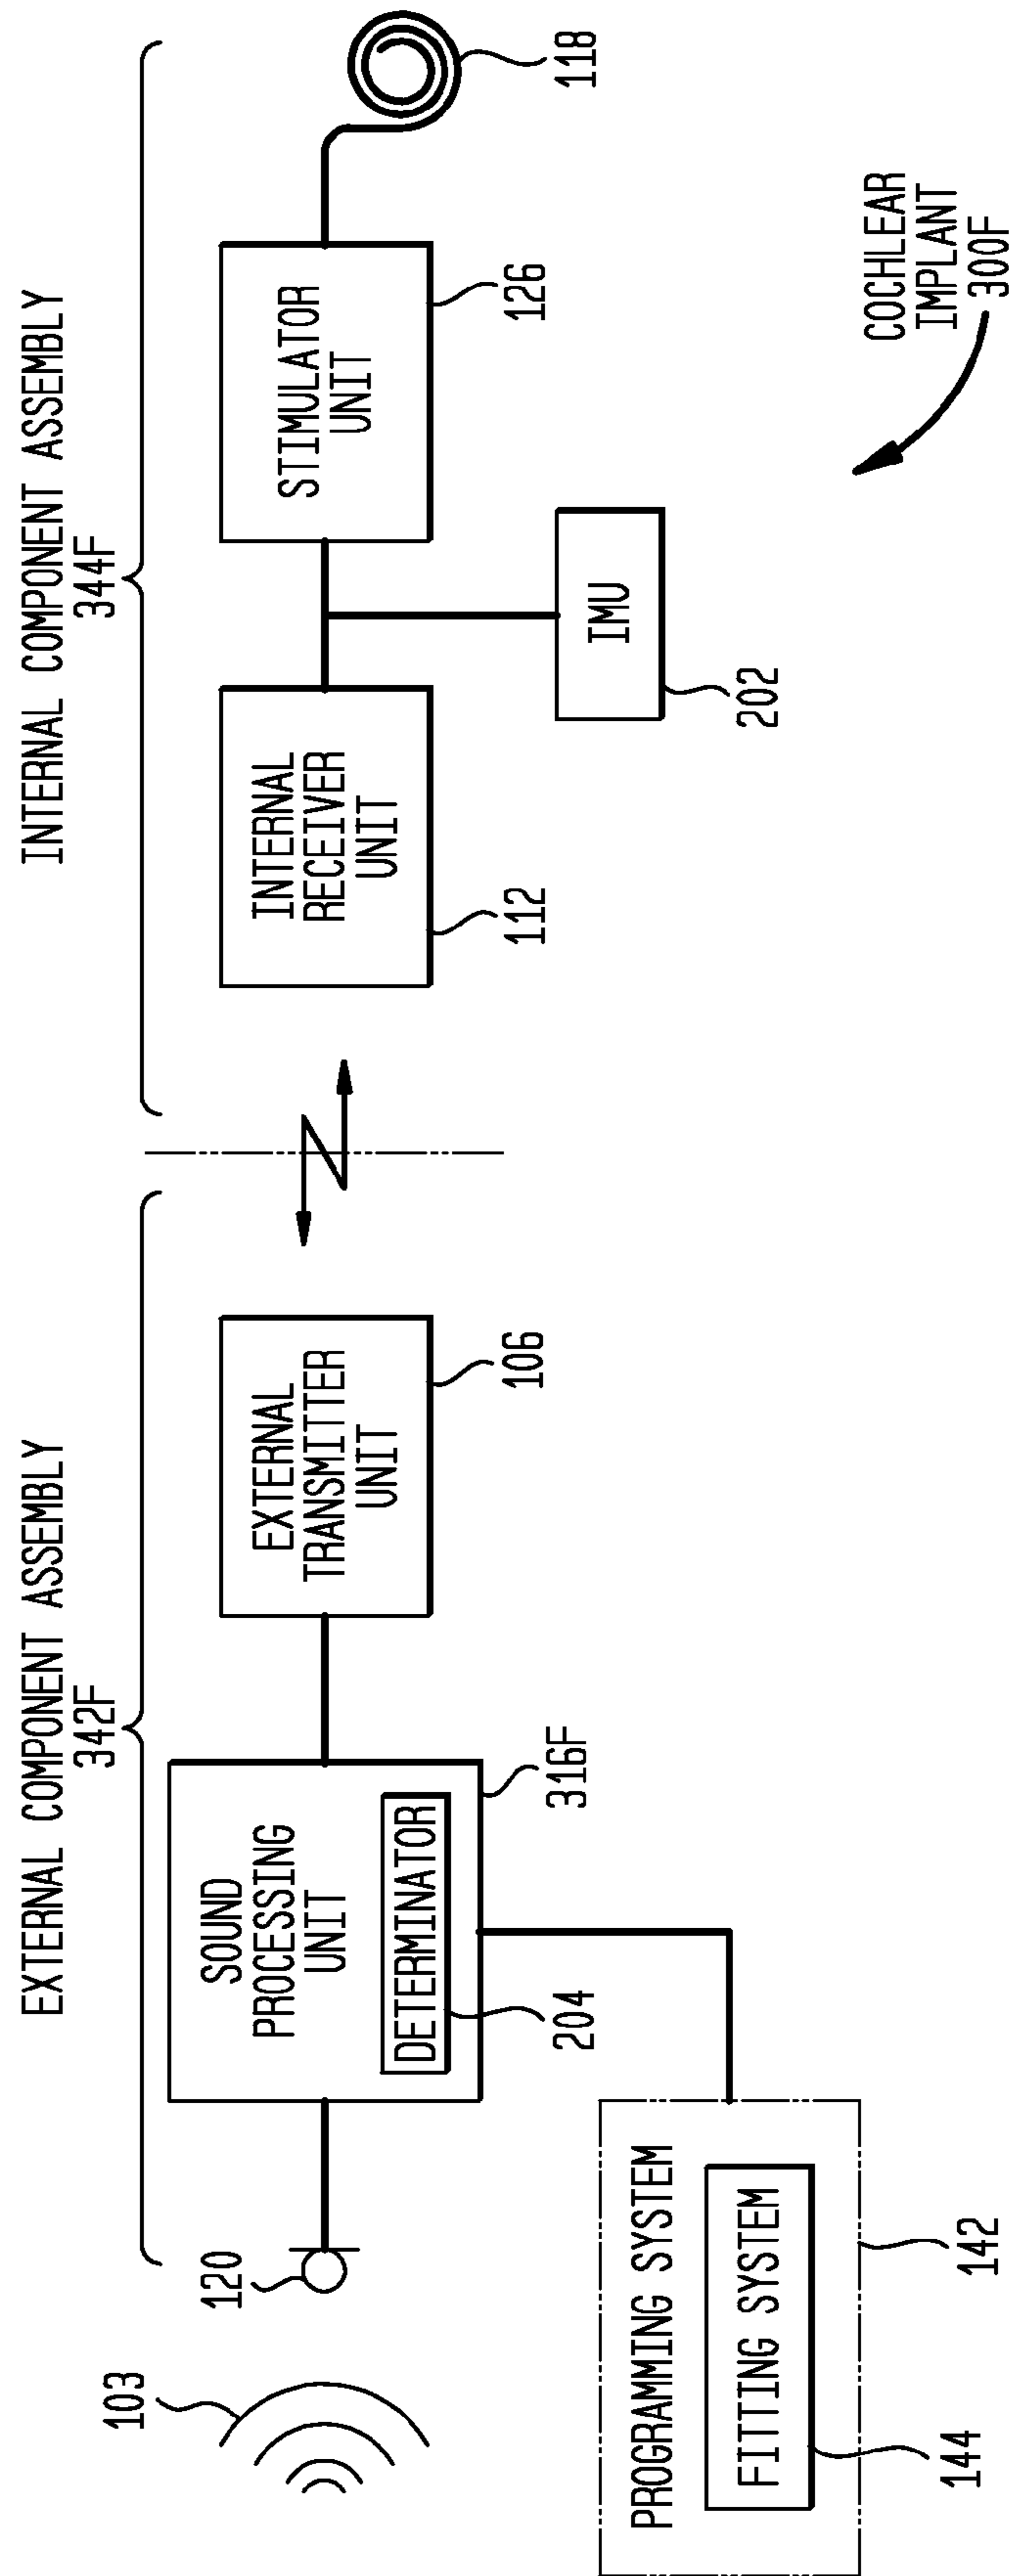 EXTERNAL COMPONENT ASSEMBLY
342F
INTERNAL COMPONENT ASSEMBLY
344F
103
120
SOUND
PROCESSING
UNIT
DETERMINATOR
204
316F
EXTERNAL
TRANSMITTER
UNIT
106
INTERNAL
RECEIVER
UNIT
112
STIMULATOR
UNIT
126
118
IMU
202
PROGRAMMING SYSTEM
FITTING SYSTEM
144
142
COCHLEAR
IMPLANT
300F